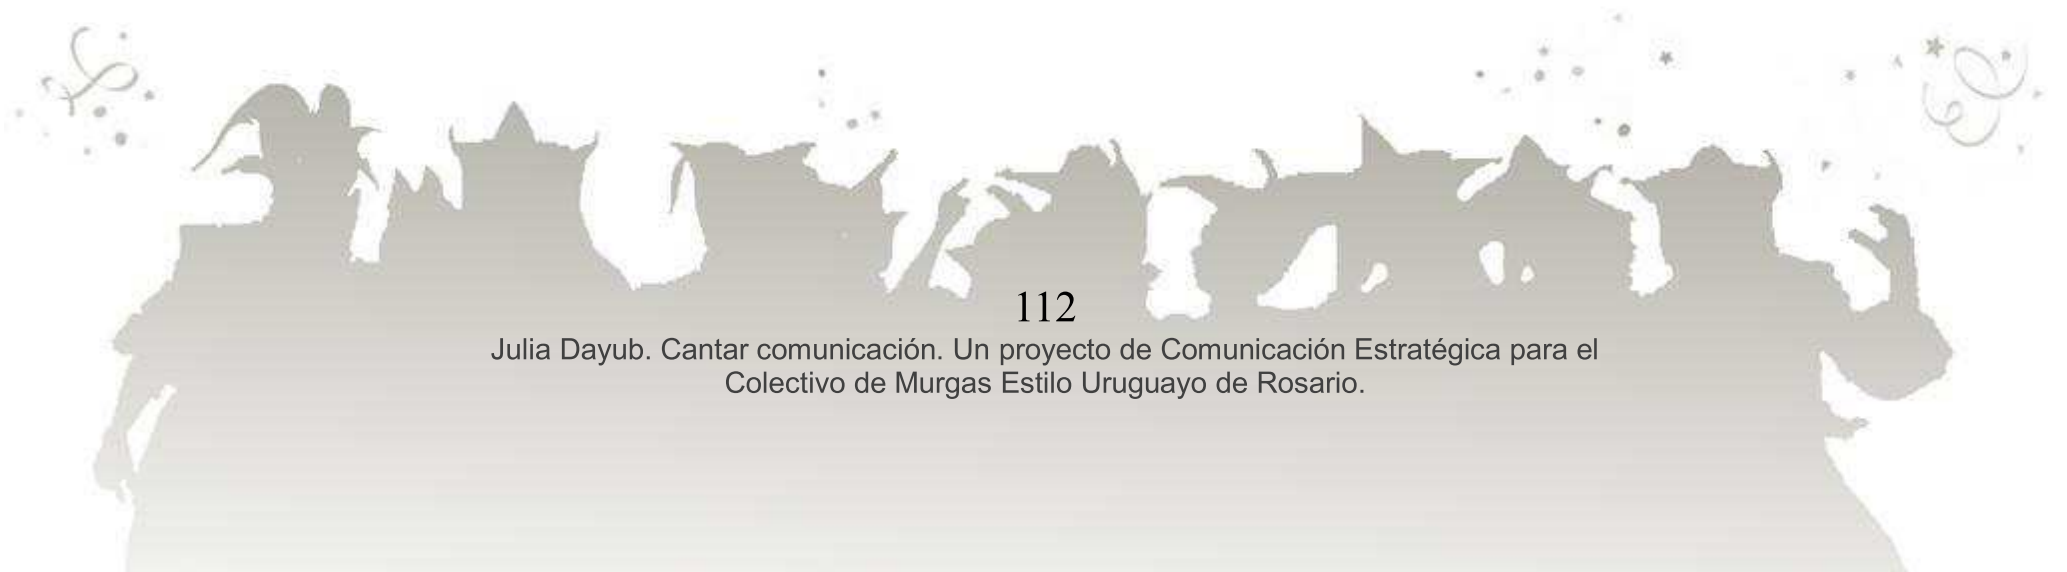 112
Julia Dayub. Cantar comunicación. Un proyecto de Comunicación Estratégica para el
Colectivo de Murgas Estilo Uruguayo de Rosario.